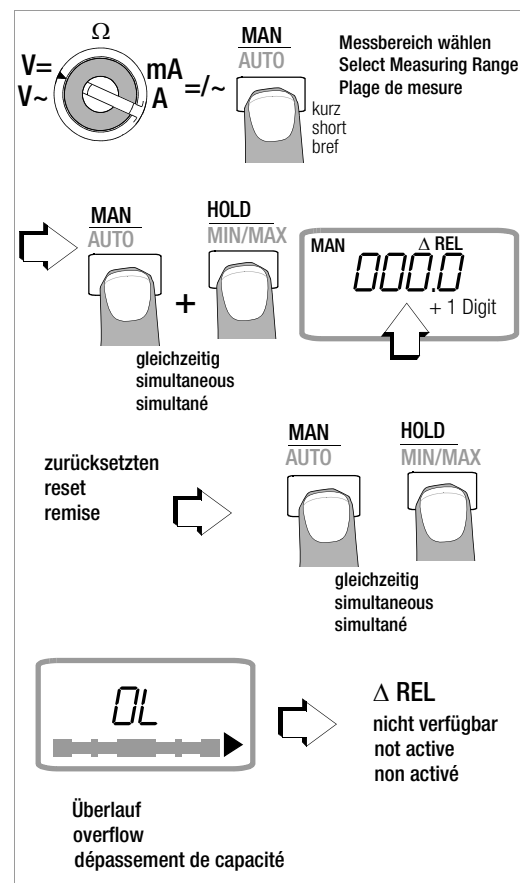 Ω
V=
V~
mA
A
=/~
MAN
AUTO
kurz
short
bref
Messbereich wählen
Select Measuring Range
Plage de mesure
MAN
AUTO
+
HOLD
MIN/MAX
gleichzeitig
simultaneous
simultané
MAN
Δ REL
000.0
+ 1 Digit
zurücksetzten
reset
remise
MAN
AUTO
HOLD
MIN/MAX
gleichzeitig
simultaneous
simultané
OL
Δ REL
nicht verfügbar
not active
non activé
Überlauf
overflow
dépassement de capacité